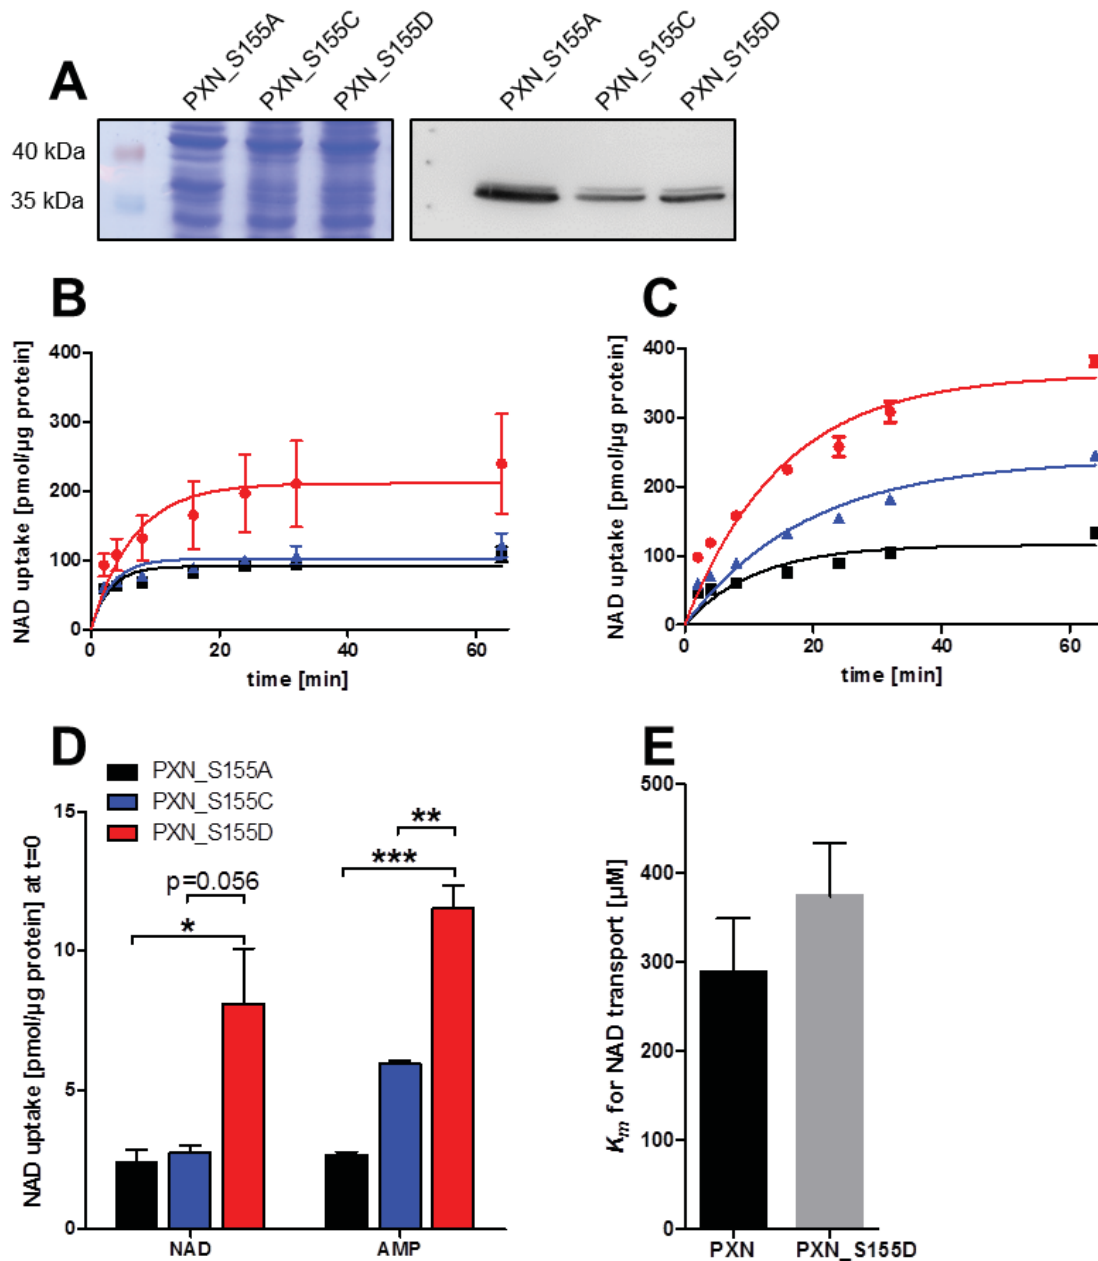 A
PXN_S155A
PXN_S155C
PXN_S155D
PXN_S155A
PXN_S155C
PXN_S155D
40 kDa
35 kDa
B
NAD uptake [pmol/µg protein]
400
300
200
100
0
0 20 40 60
time [min]
C
NAD uptake [pmol/µg protein]
400
300
200
100
0
0 20 40 60
time [min]
D
PXN_S155A
PXN_S155C
PXN_S155D
NAD uptake [pmol/µg protein] at t=0
15
10
5
0
p=0.056
*
**
***
NAD AMP
E
Km for NAD transport [µM]
500
400
300
200
100
0
PXN PXN_S155D